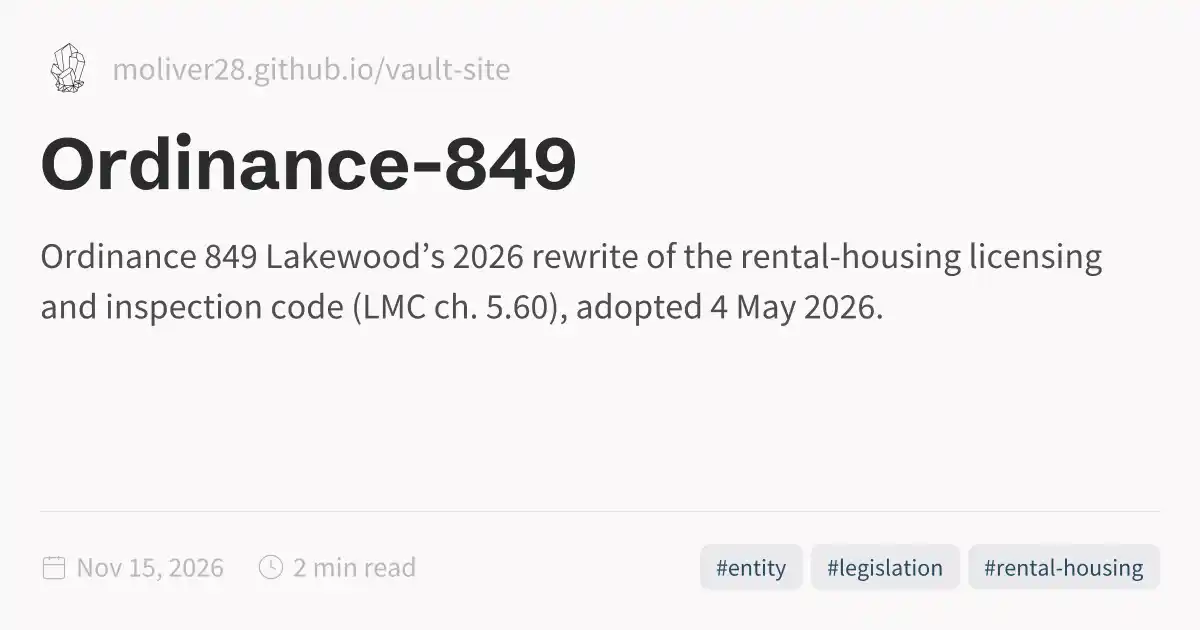 moliver28.github.io/vault-site
Ordinance-849
Ordinance 849 Lakewood’s 2026 rewrite of the rental-housing licensing
and inspection code (LMC ch. 5.60), adopted 4 May 2026.
Nov 15, 2026 2 min read #entity #legislation #rental-housing